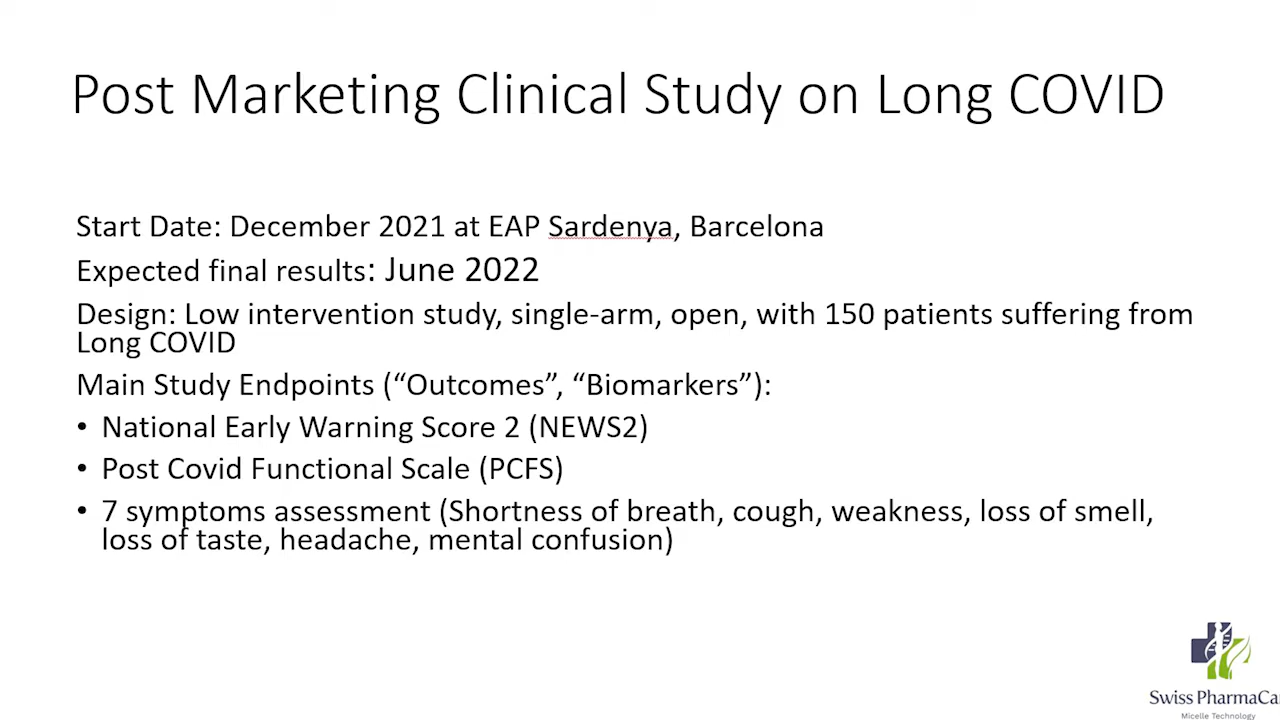 Post Marketing Clinical Study on Long COVID
Start Date: December 2021 at EAP Sardenya, Barcelona
Expected final results: June 2022
Design: Low intervention study, single-arm, open, with 150 patients suffering from
Long COVID
Main Study Endpoints (“Outcomes”, “Biomarkers”):
• National Early Warning Score 2 (NEWS2)
• Post Covid Functional Scale (PCFS)
• 7 symptoms assessment (Shortness of breath, cough, weakness, loss of smell,
loss of taste, headache, mental confusion)
Swiss PharmaCa
Micelle Technology